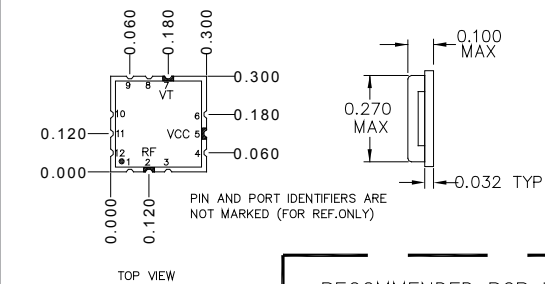 0.060
0.180
0.300
0.300
9
8
7
VT
10
6
0.180
0.120
11
VCC
5
RF
12
1
2
3
4
0.060
0.000
0.000
0.120
PIN AND PORT IDENTIFIERS ARE
NOT MARKED (FOR REF.ONLY)
TOP VIEW
0.100
MAX
0.270
MAX
0.032 TYP